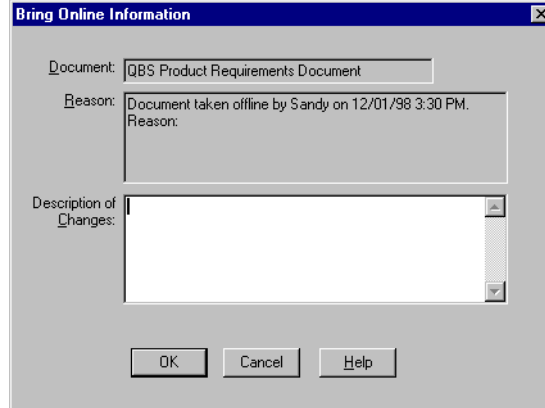 Bring Online Information
Document: QBS Product Requirements Document
Reason: Document taken offline by Sandy on 12/01/98 3:30 PM.
Reason:
Description of
Changes:
OK Cancel Help